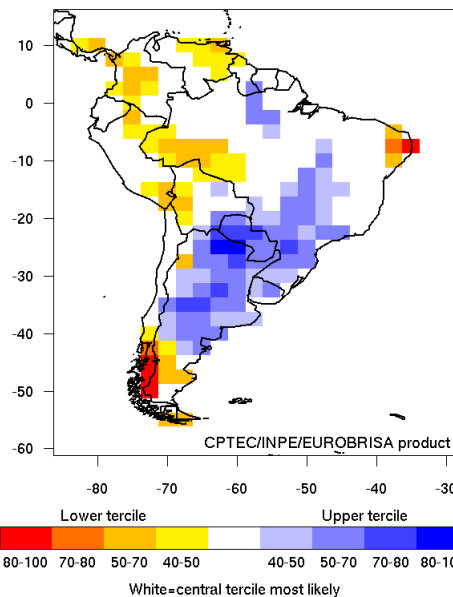 10
0
-10
-20
-30
-40
-50
-60
CPTEC/INPE/EUROBRISA product
-80 -70 -60 -50 -40 -30
Lower tercile Upper tercile
80-100 70-80 50-70 40-50 40-50 50-70 70-80 80-10
White=central tercile most likely